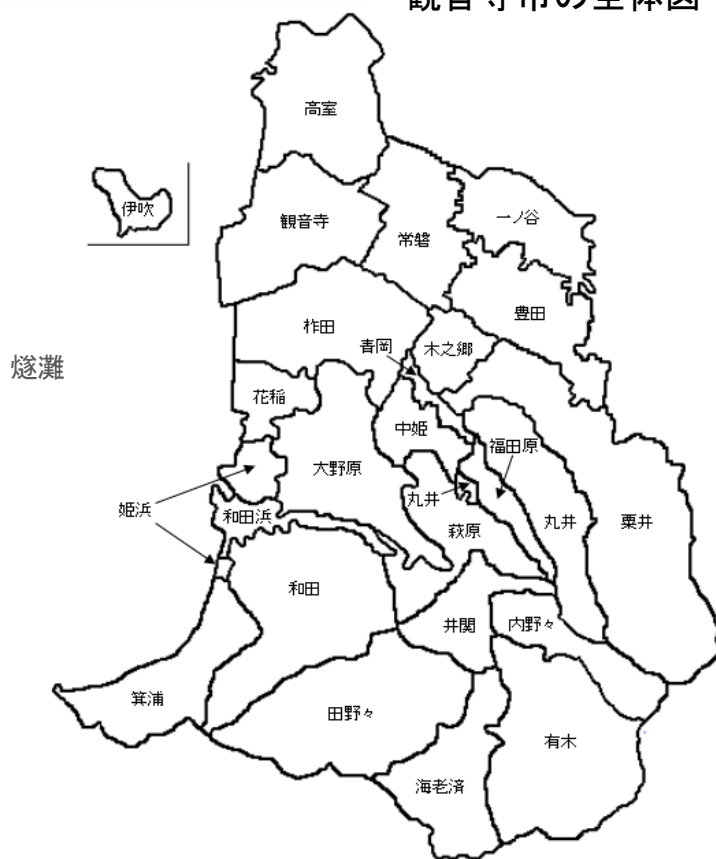 観音寺市の全体図
高室
伊吹
観音寺
常磐
一ノ谷
豊田
柞田
青岡
木之郷
燧灘
花稲
中姫
福田原
大野原
丸井
姫浜
和田浜
萩原
丸井
粟井
和田
井関
内野々
箕浦
田野々
有木
海老済